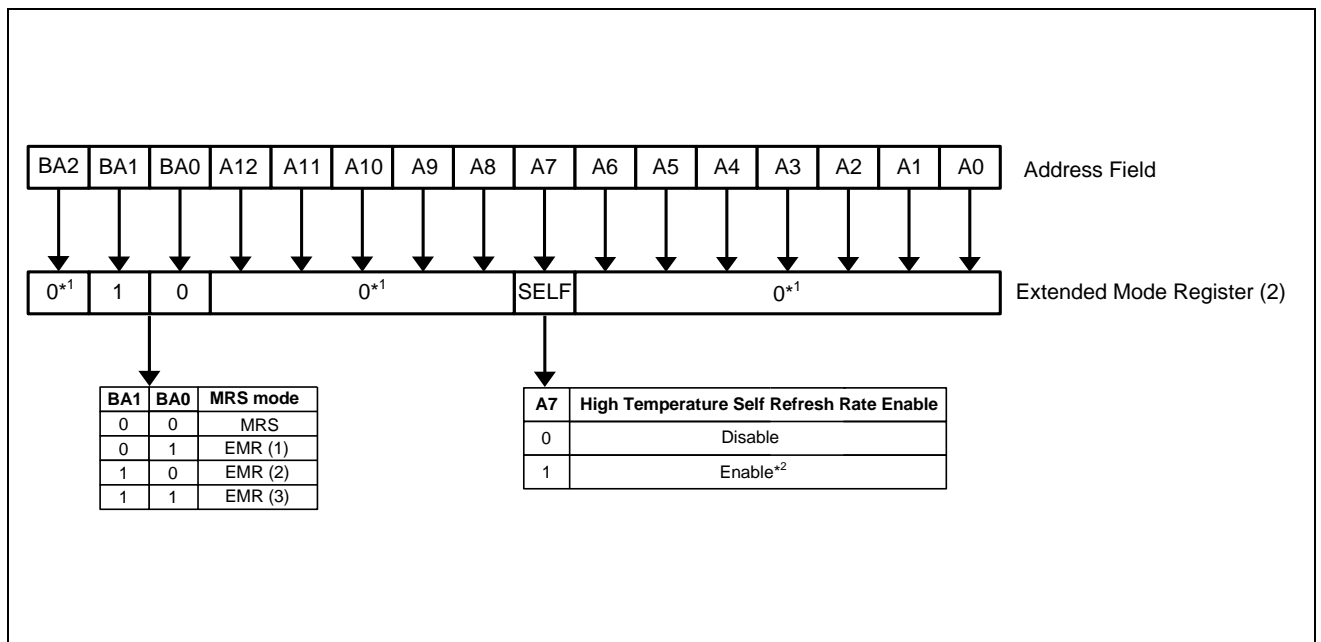 BA2 BA1 BA0 A12 A11 A10 A9 A8 A7 A6 A5 A4 A3 A2 A1 A0 Address Field
0*1 1 0 0*1 SELF 0*1 Extended Mode Register (2)
BA1 BA0 MRS mode
0 0 MRS
0 1 EMR (1)
1 0 EMR (2)
1 1 EMR (3)
A7 High Temperature Self Refresh Rate Enable
0 Disable
1 Enable*2